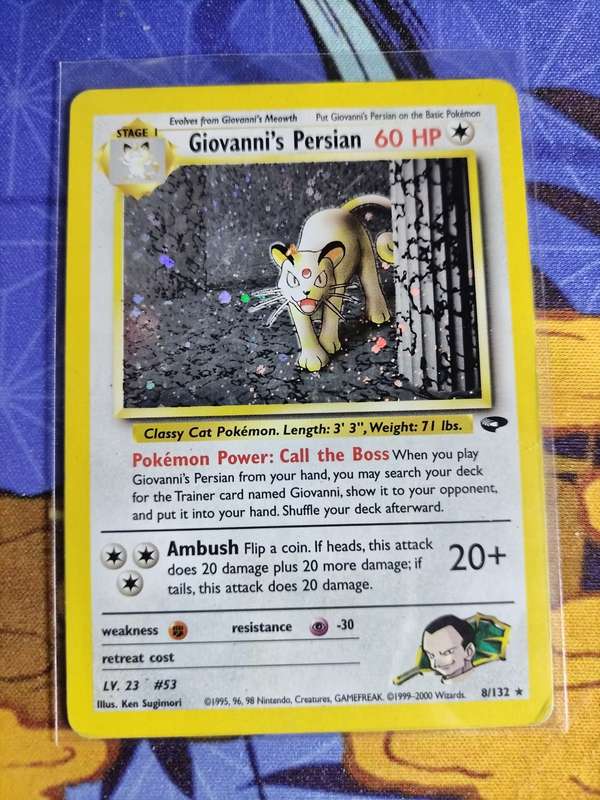 Evolves from Giovanni's Meowth Put Giovanni's Persian on the Basic Pokémon
STAGE 1
Giovanni's Persian 60 HP
Classy Cat Pokémon. Length: 3' 3", Weight: 71 lbs.
Pokémon Power: Call the Boss When you play
Giovanni's Persian from your hand, you may search your deck
for the Trainer card named Giovanni, show it to your opponent,
and put it into your hand. Shuffle your deck afterward.
Ambush Flip a coin. If heads, this attack
does 20 damage plus 20 more damage; if
tails, this attack does 20 damage.
20+
weakness resistance -30
retreat cost
LV. 23 #53
Illus. Ken Sugimori ©1995, 96, 98 Nintendo, Creatures, GAMEFREAK. ©1999-2000 Wizards. 8/132 ★